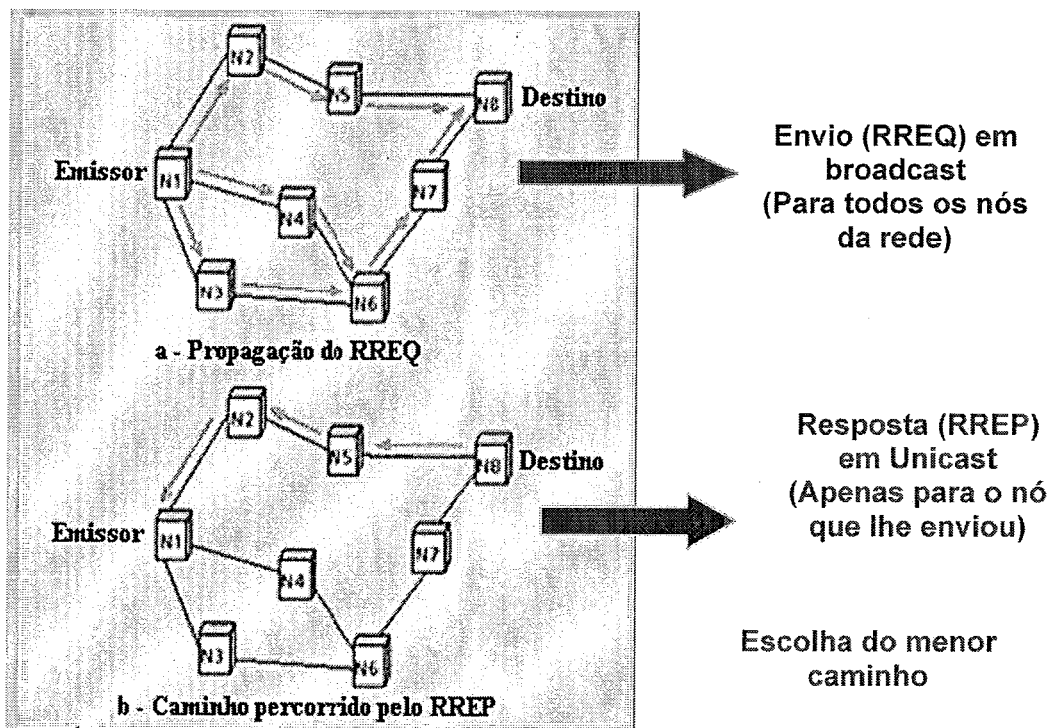 N2
N5
N8 Destino
Emissor
N1
N7
N4
N3
N6
a - Propagação do RREQ
Envio (RREQ) em
broadcast
(Para todos os nós
da rede)
N2
N5
N8 Destino
Emissor
N1
N7
N4
N3
N6
b - Caminho percorrido pelo RREP
Resposta (RREP)
em Unicast
(Apenas para o nó
que lhe enviou)
Escolha do menor
caminho